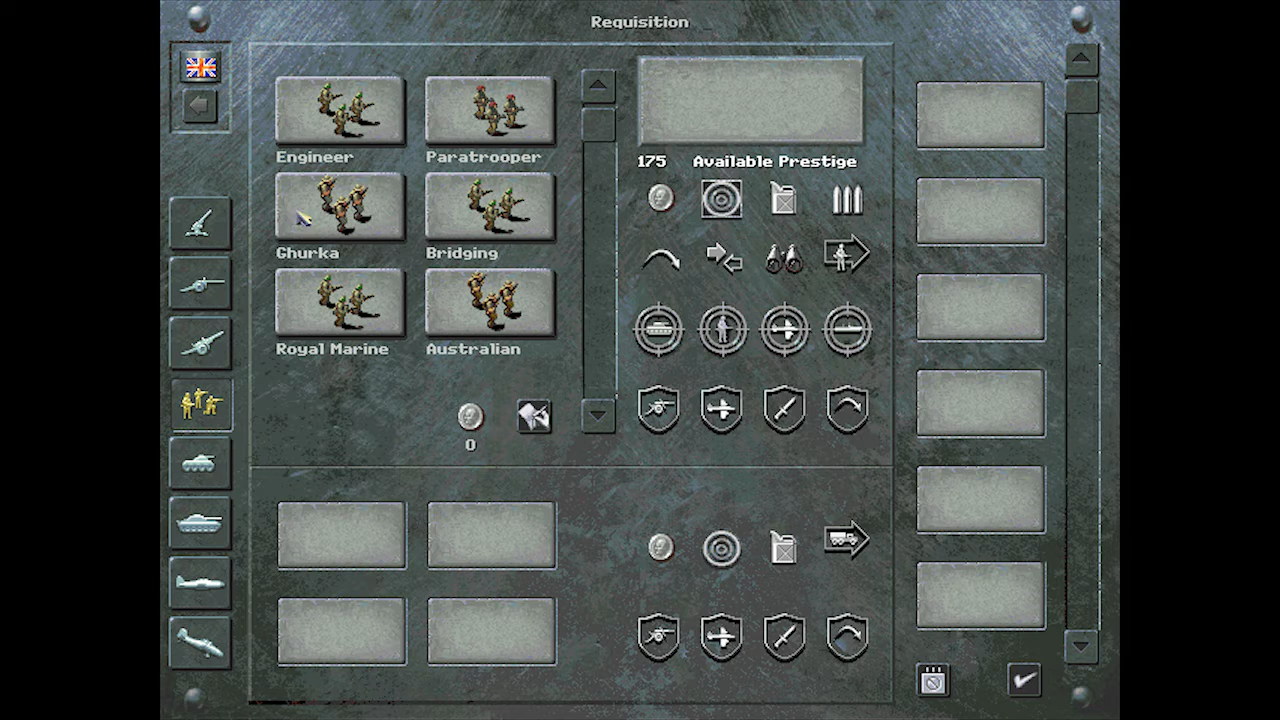 Requisition
Engineer Paratrooper
175 Available Prestige
Ghurka Bridging
Royal Marine Australian
0